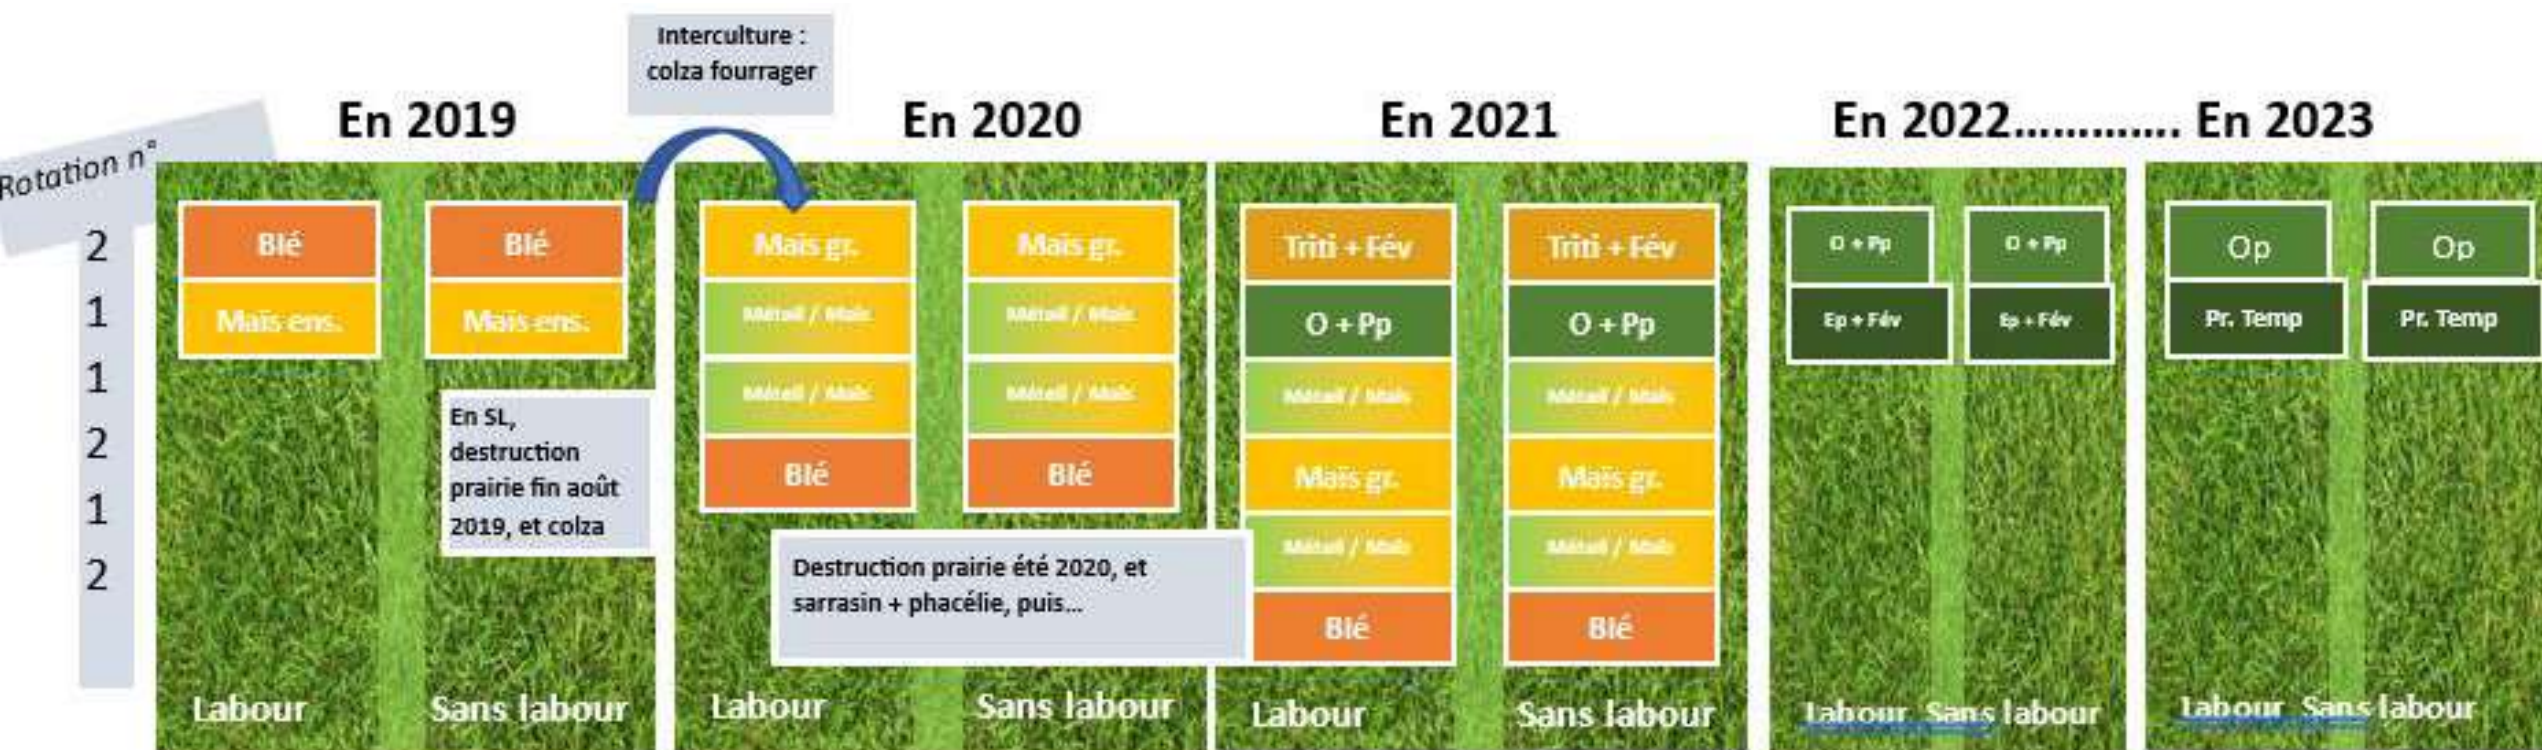 Interculture :
colza fourrager
Rotation n°
2
1
1
2
1
2
En 2019
Blé
Blé
Maïs ens.
Maïs ens.
En SL,
destruction
prairie fin août
2019, et colza
Labour
Sans labour
En 2020
Maïs gr.
Maïs gr.
Méteil / Maïs
Méteil / Maïs
Méteil / Maïs
Méteil / Maïs
Blé
Blé
Destruction prairie été 2020, et
sarrasin + phacélie, puis...
Labour
Sans labour
En 2021
Triti + Fév
Triti + Fév
O + Pp
O + Pp
Méteil / Maïs
Méteil / Maïs
Maïs gr.
Maïs gr.
Méteil / Maïs
Méteil / Maïs
Blé
Blé
Labour
Sans labour
En 2022............. En 2023
O + Pp
O + Pp
Ep + Fév
Ep + Fév
Labour Sans labour
Op
Op
Pr. Temp
Pr. Temp
Labour Sans labour